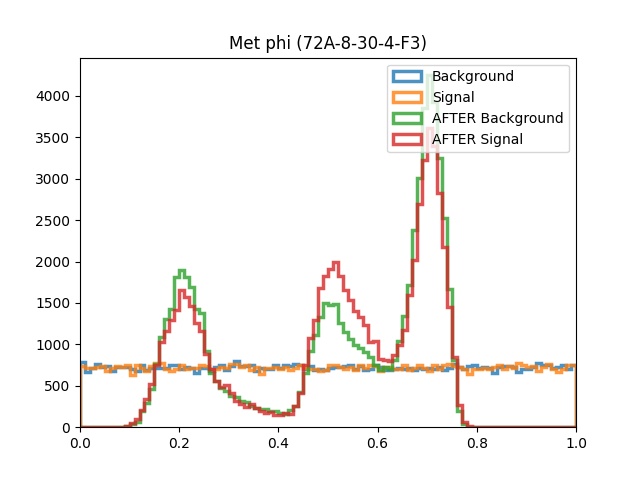 Met phi (72A-8-30-4-F3)
Background
Signal
AFTER Background
AFTER Signal
4000
3500
3000
2500
2000
1500
1000
500
0
0.0 0.2 0.4 0.6 0.8 1.0